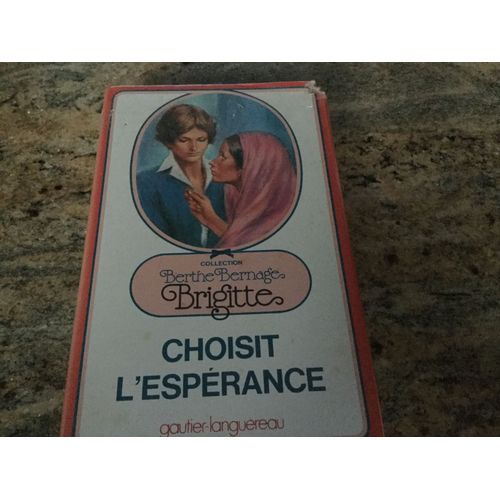 COLLECTION
Berthe Bernage
Brigitte
CHOISIT
L'ESPÉRANCE
gautier-languereau